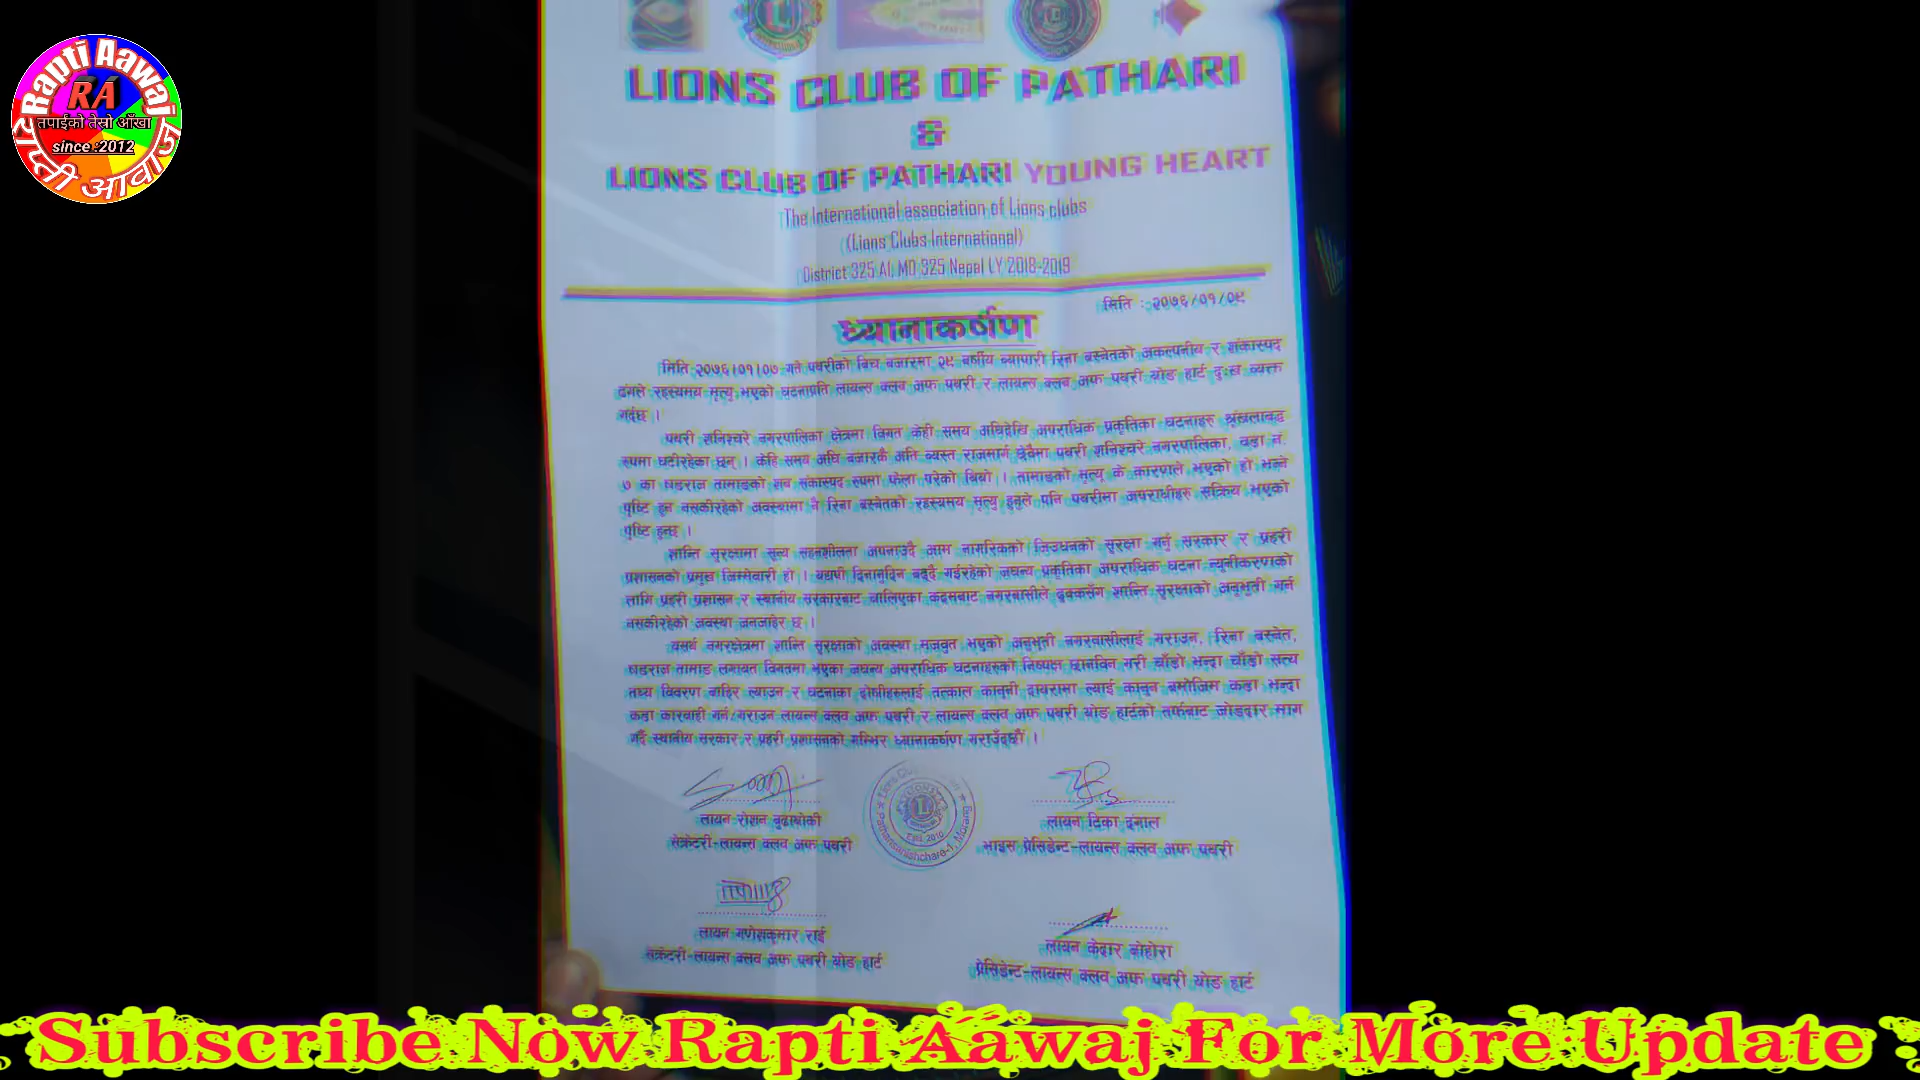 Rapti Aawaj
RA
तपाईंको तेस्रो आँखा
since :2012
राप्ती आवाज
LIONS CLUB OF PATHARI
&
LIONS CLUB OF PATHARI YOUNG HEART
The International association of Lions clubs
(Lions Clubs International)
District 325 A1, MD 325 Nepal LY 2018-2019
मिति : २०७६/०१/०९
ध्यानाकर्षण
मिति २०७६/०१/०७ गते पथरीको बिच बजारमा २९ बर्षीय व्यापारी रिना बस्नेतको अकल्पनीय र शंकास्पद
ढंगले रहस्यमय मृत्यु भएको घटनाप्रति लायन्स क्लव अफ पथरी र लायन्स क्लव अफ पथरी योङ हार्ट दुःख व्यक्त
गर्दछ ।
पथरी शनिश्चरे नगरपालिका क्षेत्रमा विगत केही समय अघिदेखि अपराधिक प्रकृतिका घटनाहरु श्रृंखलाबद्ध
रुपमा घटीरहेका छन् । केहि समय अघि बजारकै अति व्यस्त राजमार्ग छेवैमा पथरी शनिश्चरे नगरपालिका, वडा नं.
७ का षडराज तामाङको शव संकास्पद रुपमा फेला परेको थियो । तामाङको मृत्यू के कारणले भएको हो भन्ने
पुष्टि हुन नसकीरहेको अवस्थामा नै रिना बस्नेतको रहस्यमय मृत्यु हुनुले पनि पथरीमा अपराधीहरु सक्रिय भएको
पुष्टि हुन्छ ।
शान्ति सुरक्षामा सून्य सहनशीलता अपनाउदै आम नागरिकको जिउधनको सुरक्षा गर्नु सरकार र प्रहरी
प्रशासनको प्रमुख जिम्मेवारी हो । यद्यपी दिनानुदिन बढ्दै गईरहेको जघन्य प्रकृतिका अपराधिक घटना न्यूनीकरणको
लागि प्रहरी प्रशासन र स्थानीय सरकारबाट चालिएका कदमबाट नगरबासीले ढुक्कसँग शान्ति सुरक्षाको अनुभुती गर्न
नसकीरहेको अवस्था जनजाहेर छ ।
यसर्थ नगरक्षेत्रमा शान्ति सुरक्षाको अवस्था मजवुत भएको अनुभुती नगरवासीलाई गराउन, रिना बस्नेत,
षडराज तामाङ लगायत विगतमा भएका जघन्य अपराधिक घटनाहरुको निष्पक्ष छानविन गरी चाँडो भन्दा चाँडो सत्य
तथ्य विवरण बाहिर ल्याउन र घटनाका दोषीहरुलाई तत्काल कानुनी दायरामा ल्याई कानुन बमोजिम कडा भन्दा
कडा कारवाही गर्न/गराउन लायन्स क्लव अफ पथरी र लायन्स क्लव अफ पथरी योङ हार्टको तर्फबाट जोडदार माग
गर्दै स्थानीय सरकार र प्रहरी प्रशासनको गम्भिर ध्यानाकर्षण गराउँदछौं ।
लायन रोशन बुढाथोकी
सेक्रेटरी-लायन्स क्लव अफ पथरी
लायन टिका दंगाल
भाइस प्रेसिडेन्ट-लायन्स क्लव अफ पथरी
लायन गणेशकुमार राई
सेक्रेटरी-लायन्स क्लव अफ पथरी योङ हार्ट
लायन केदार बोहोरा
प्रेसिडेन्ट-लायन्स क्लव अफ पथरी योङ हार्ट
Subscribe Now Rapti Aawaj For More Update